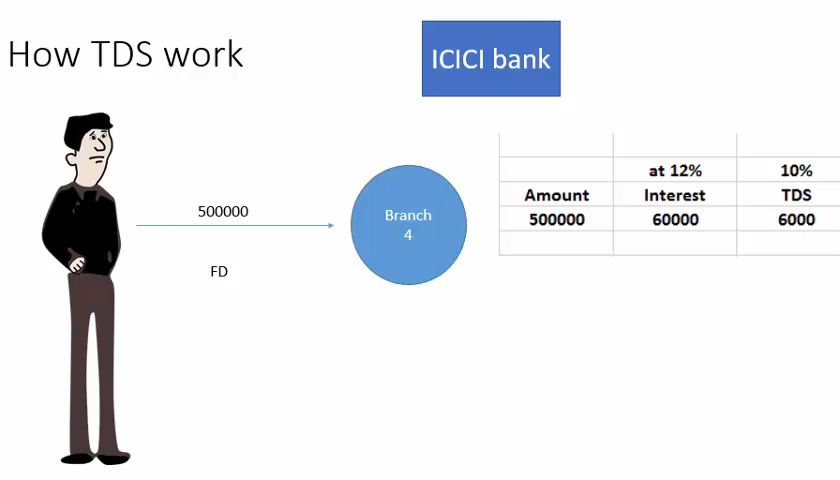 How TDS work
ICICI bank
500000
FD
Branch
4
at 12% 10%
Amount Interest TDS
500000 60000 6000